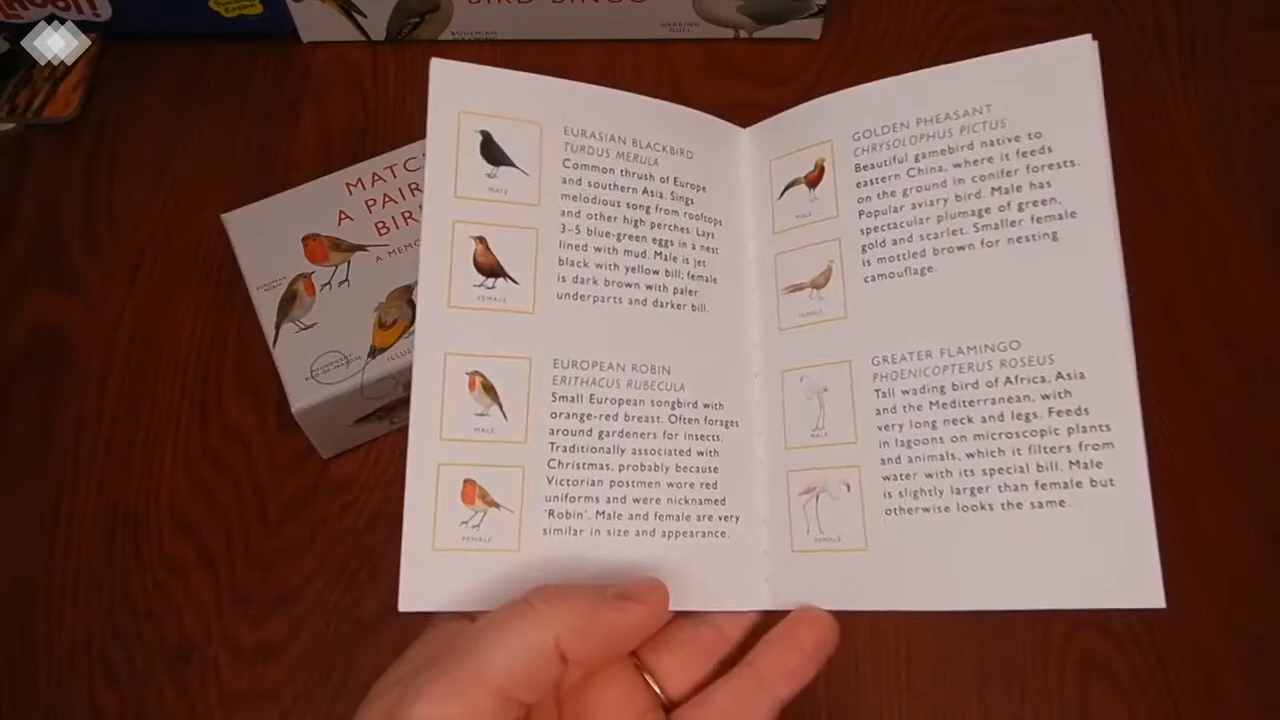 BIRD BINGO
BOHEMIAN
WAXWING
HERRING
GULL
MATCH
A PAIR
BIR
A MEMO
EUROPEAN
ROBIN
MAGNIFICENT
BIRD-OF-PARADISE
ILLUS
EURASIAN BLACKBIRD
TURDUS MERULA
Common thrush of Europe
and southern Asia. Sings
melodious song from rooftops
and other high perches. Lays
3–5 blue-green eggs in a nest
lined with mud. Male is jet
black with yellow bill; female
is dark brown with paler
underparts and darker bill.
MALE
FEMALE
EUROPEAN ROBIN
ERITHACUS RUBECULA
Small European songbird with
orange-red breast. Often forages
around gardeners for insects.
Traditionally associated with
Christmas, probably because
Victorian postmen wore red
uniforms and were nicknamed
'Robin'. Male and female are very
similar in size and appearance.
MALE
FEMALE
GOLDEN PHEASANT
CHRYSOLOPHUS PICTUS
Beautiful gamebird native to
eastern China, where it feeds
on the ground in conifer forests.
Popular aviary bird. Male has
spectacular plumage of green,
gold and scarlet. Smaller female
is mottled brown for nesting
camouflage.
MALE
FEMALE
GREATER FLAMINGO
PHOENICOPTERUS ROSEUS
Tall wading bird of Africa, Asia
and the Mediterranean, with
very long neck and legs. Feeds
in lagoons on microscopic plants
and animals, which it filters from
water with its special bill. Male
is slightly larger than female but
otherwise looks the same.
MALE
FEMALE